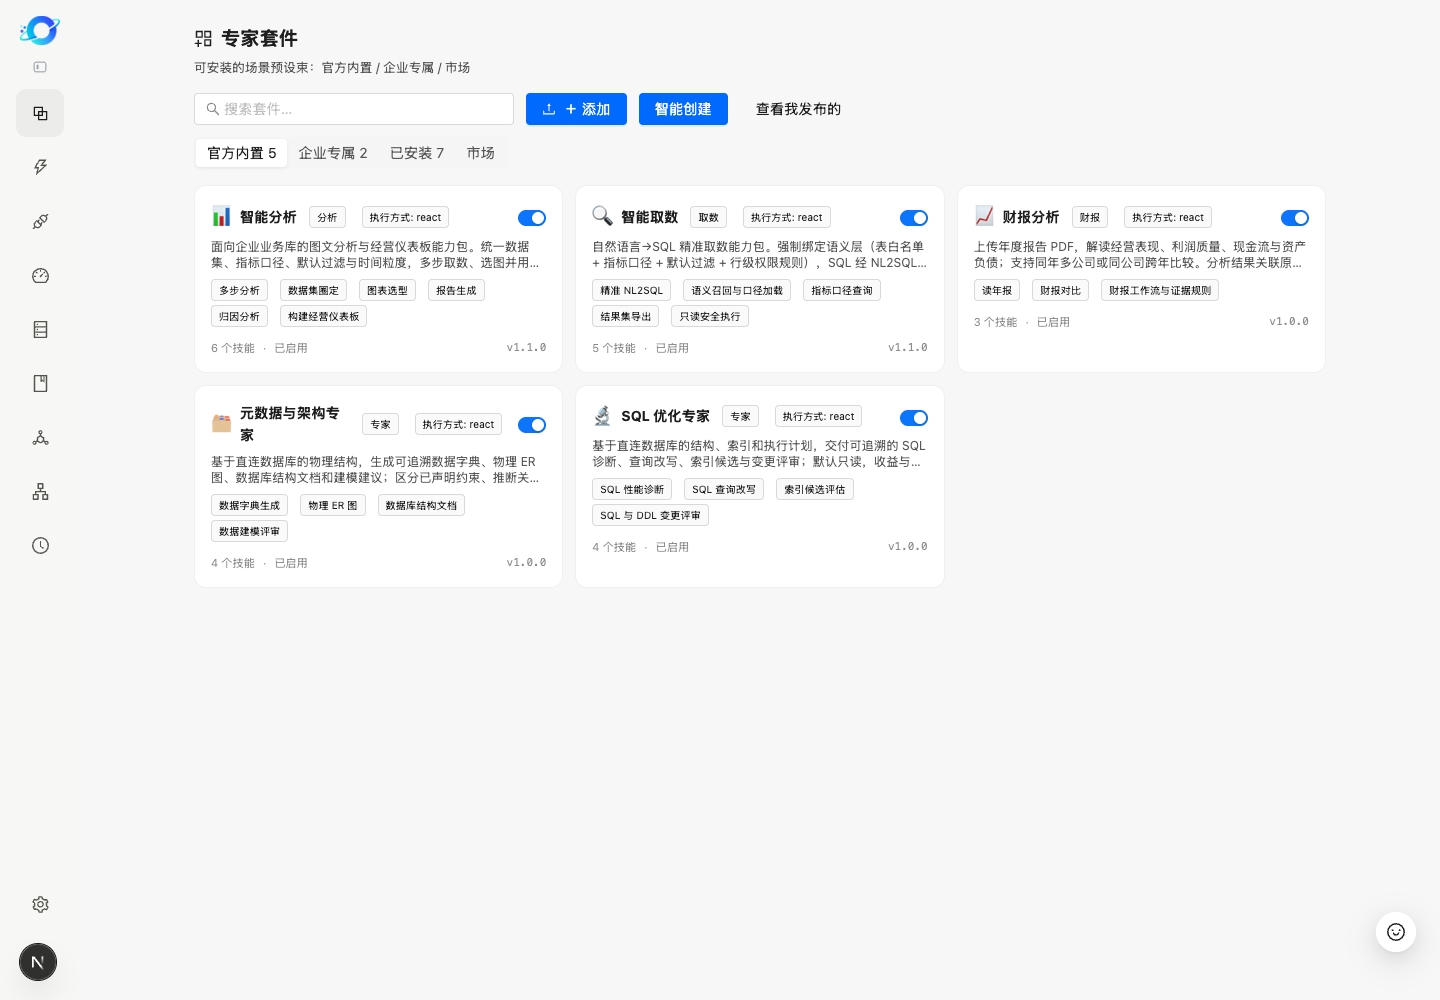 专家套件
可安装的场景预设束：官方内置 / 企业专属 / 市场
搜索套件...
+ 添加
智能创建
查看我发布的
官方内置 5
企业专属 2
已安装 7
市场
智能分析
分析
执行方式: react
面向企业业务库的图文分析与经营仪表板能力包。统一数据
集、指标口径、默认过滤与时间粒度，多步取数、选图并用...
多步分析
数据集圈定
图表选型
报告生成
归因分析
构建经营仪表板
6 个技能 · 已启用
v1.1.0
智能取数
取数
执行方式: react
自然语言→SQL 精准取数能力包。强制绑定语义层（表白名单
+ 指标口径 + 默认过滤 + 行级权限规则），SQL 经 NL2SQL...
精准 NL2SQL
语义召回与口径加载
指标口径查询
结果集导出
只读安全执行
5 个技能 · 已启用
v1.1.0
财报分析
财报
执行方式: react
上传年度报告 PDF，解读经营表现、利润质量、现金流与资产
负债；支持同年多公司或同公司跨年比较。分析结果关联原...
读年报
财报对比
财报工作流与证据规则
3 个技能 · 已启用
v1.0.0
元数据与架构专
家
专家
执行方式: react
基于直连数据库的物理结构，生成可追溯数据字典、物理 ER
图、数据库结构文档和建模建议；区分已声明约束、推断关...
数据字典生成
物理 ER 图
数据库结构文档
数据建模评审
4 个技能 · 已启用
v1.0.0
SQL 优化专家
专家
执行方式: react
基于直连数据库的结构、索引和执行计划，交付可追溯的 SQL
诊断、查询改写、索引候选与变更评审；默认只读，收益与...
SQL 性能诊断
SQL 查询改写
索引候选评估
SQL 与 DDL 变更评审
4 个技能 · 已启用
v1.0.0
N